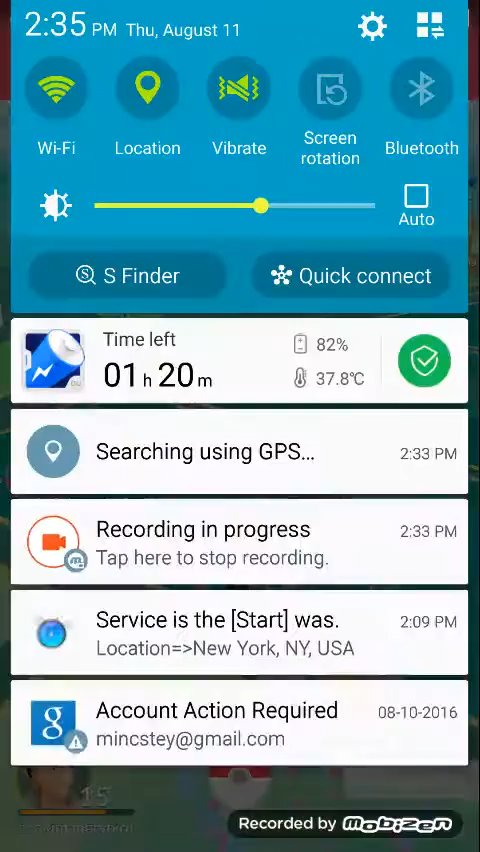 2:35 PM Thu, August 11
Wi-Fi
Location
Vibrate
Screen
rotation
Bluetooth
Auto
S Finder
Quick connect
Time left
01 h 20 m
82%
37.8℃
Searching using GPS...
2:33 PM
Recording in progress
2:33 PM
Tap here to stop recording.
Service is the [Start] was.
2:09 PM
Location=>New York, NY, USA
Account Action Required
08-10-2016
mincstey@gmail.com
15
Recorded by mobizen